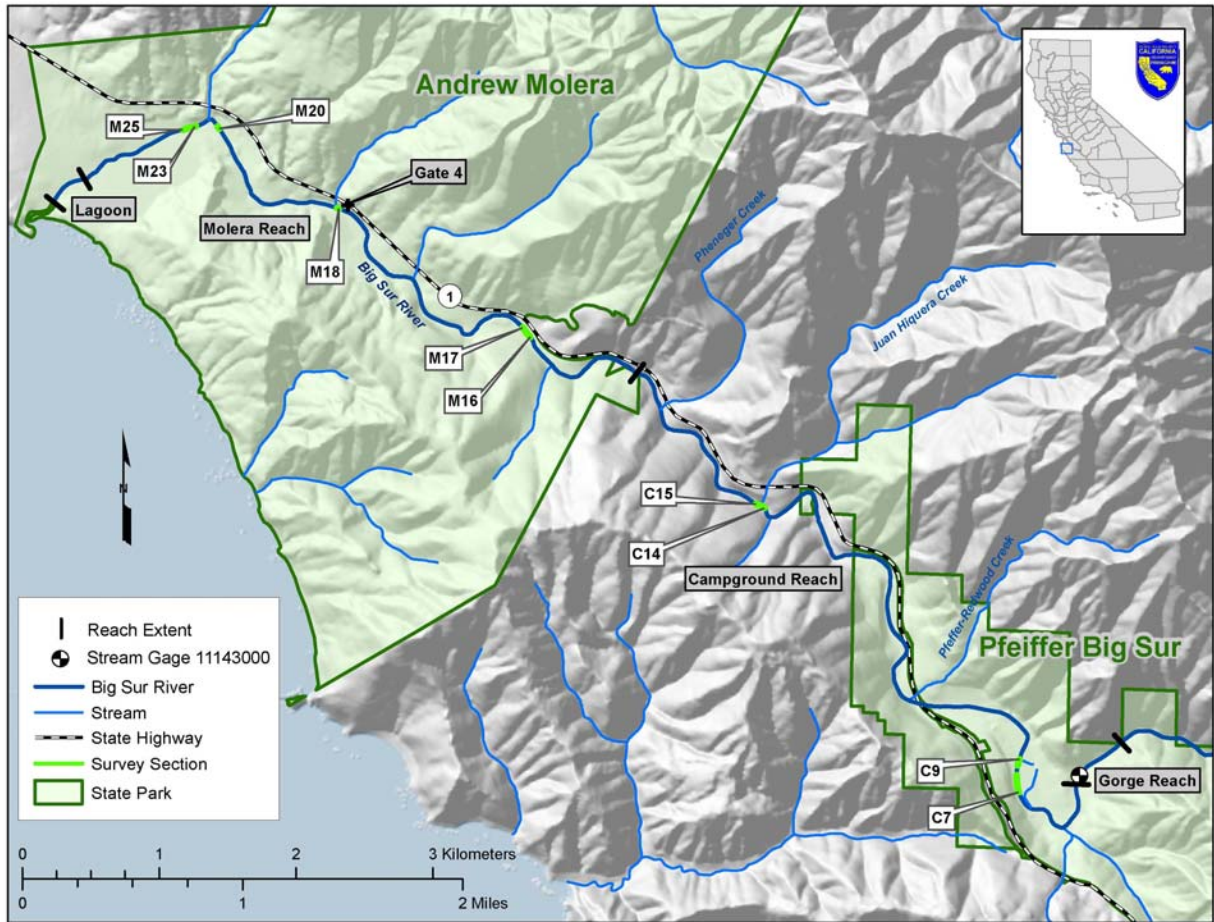 Andrew Molera
CALIFORNIA
M25
M20
M23
Gate 4
Lagoon
Molera Reach
M18
Big Sur River
1
Pheneger Creek
Juan Hiquera Creek
M17
M16
N
C15
C14
Campground Reach
Pfeffer-Redwood Creek
Pfeiffer Big Sur
C9
Gorge Reach
C7
Reach Extent
Stream Gage 11143000
Big Sur River
Stream
State Highway
Survey Section
State Park
0 1 2 3 Kilometers
0 1 2 Miles